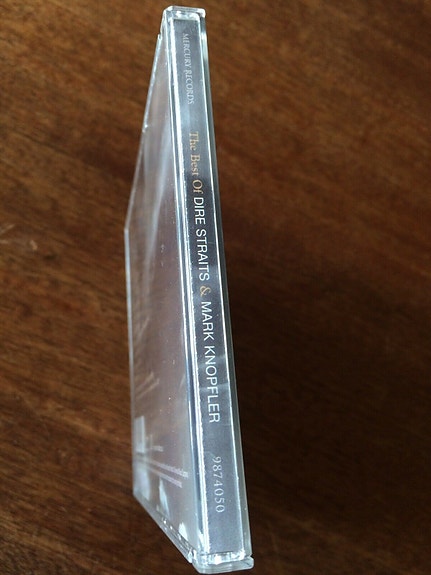 MERCURY RECORDS The Best Of DIRE STRAITS & MARK KNOPFLER 9874050